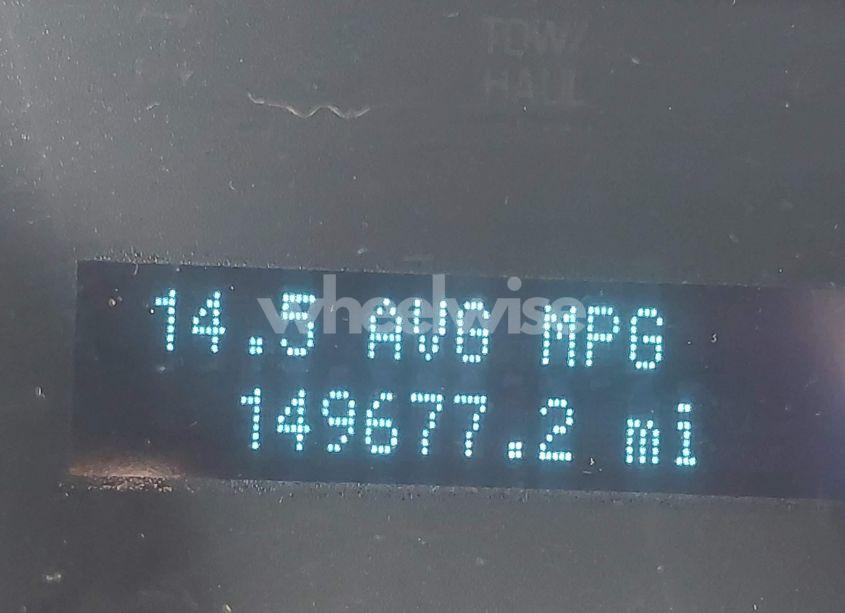 TOW/
HAUL
wheelwise
14.5 AVG MPG
149677.2 mi